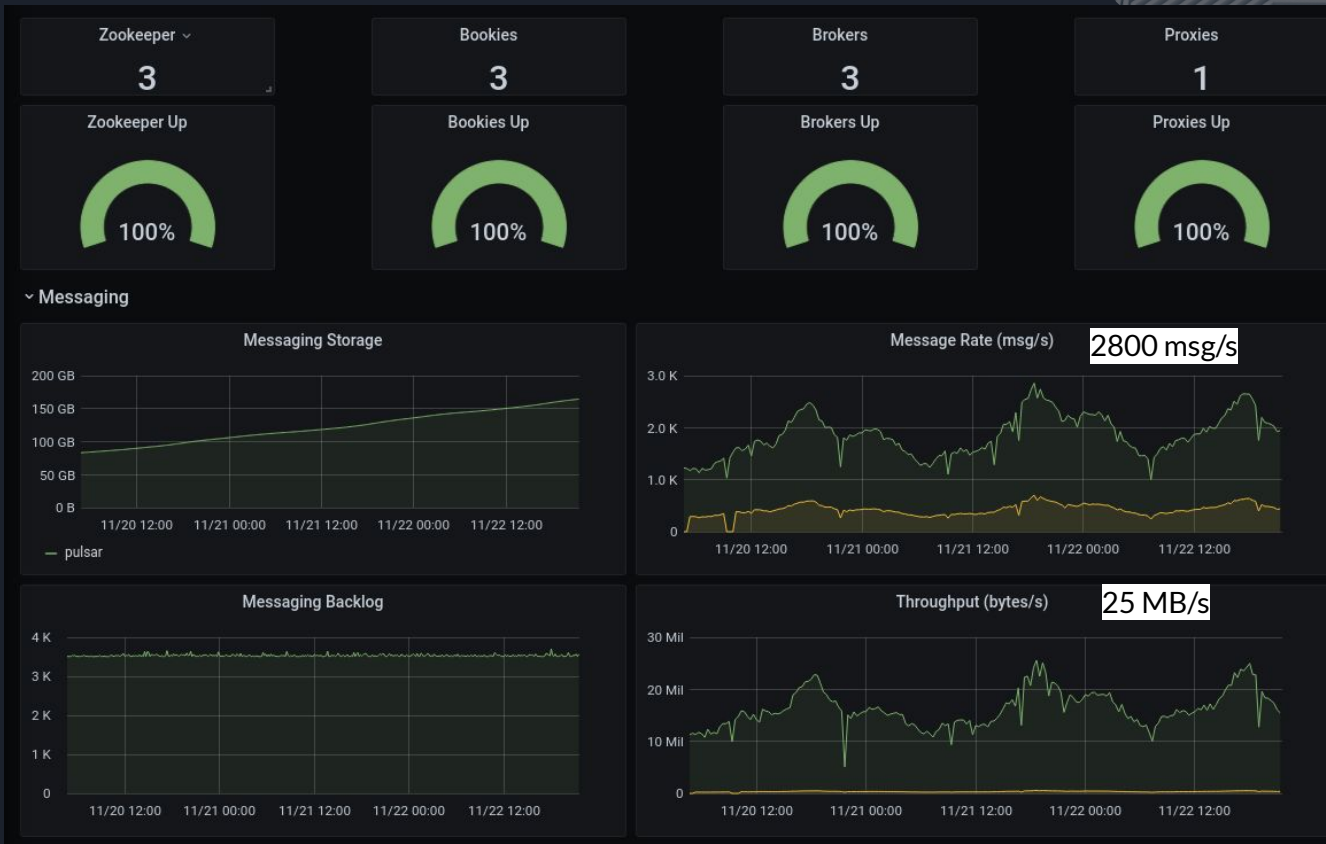 Zookeeper
3
Bookies
3
Brokers
3
Proxies
1
Zookeeper Up
100%
Bookies Up
100%
Brokers Up
100%
Proxies Up
100%
Messaging
Messaging Storage
200 GB
150 GB
100 GB
50 GB
0 B
11/20 12:00 11/21 00:00 11/21 12:00 11/22 00:00 11/22 12:00
pulsar
Message Rate (msg/s)
2800 msg/s
3.0 K
2.0 K
1.0 K
0
11/20 12:00 11/21 00:00 11/21 12:00 11/22 00:00 11/22 12:00
Messaging Backlog
4 K
3 K
2 K
1 K
0
11/20 12:00 11/21 00:00 11/21 12:00 11/22 00:00 11/22 12:00
Throughput (bytes/s)
25 MB/s
30 Mil
20 Mil
10 Mil
0
11/20 12:00 11/21 00:00 11/21 12:00 11/22 00:00 11/22 12:00